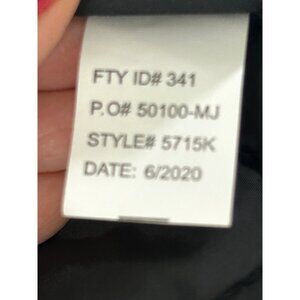 FTY ID# 341
P.O# 50100-MJ
STYLE# 5715K
DATE: 6/2020